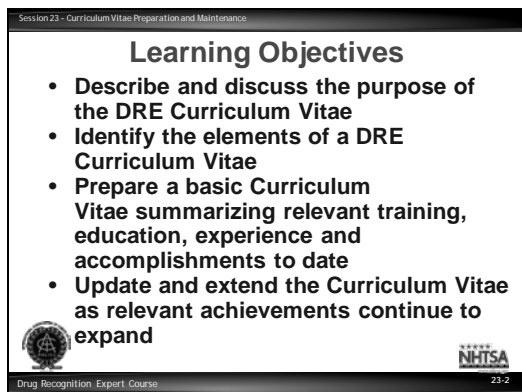 Session 23 - Curriculum Vitae Preparation and Maintenance
Learning Objectives
• Describe and discuss the purpose of
the DRE Curriculum Vitae
• Identify the elements of a DRE
Curriculum Vitae
• Prepare a basic Curriculum
Vitae summarizing relevant training,
education, experience and
accomplishments to date
• Update and extend the Curriculum Vitae
as relevant achievements continue to
expand
NHTSA
Drug Recognition Expert Course
23-2